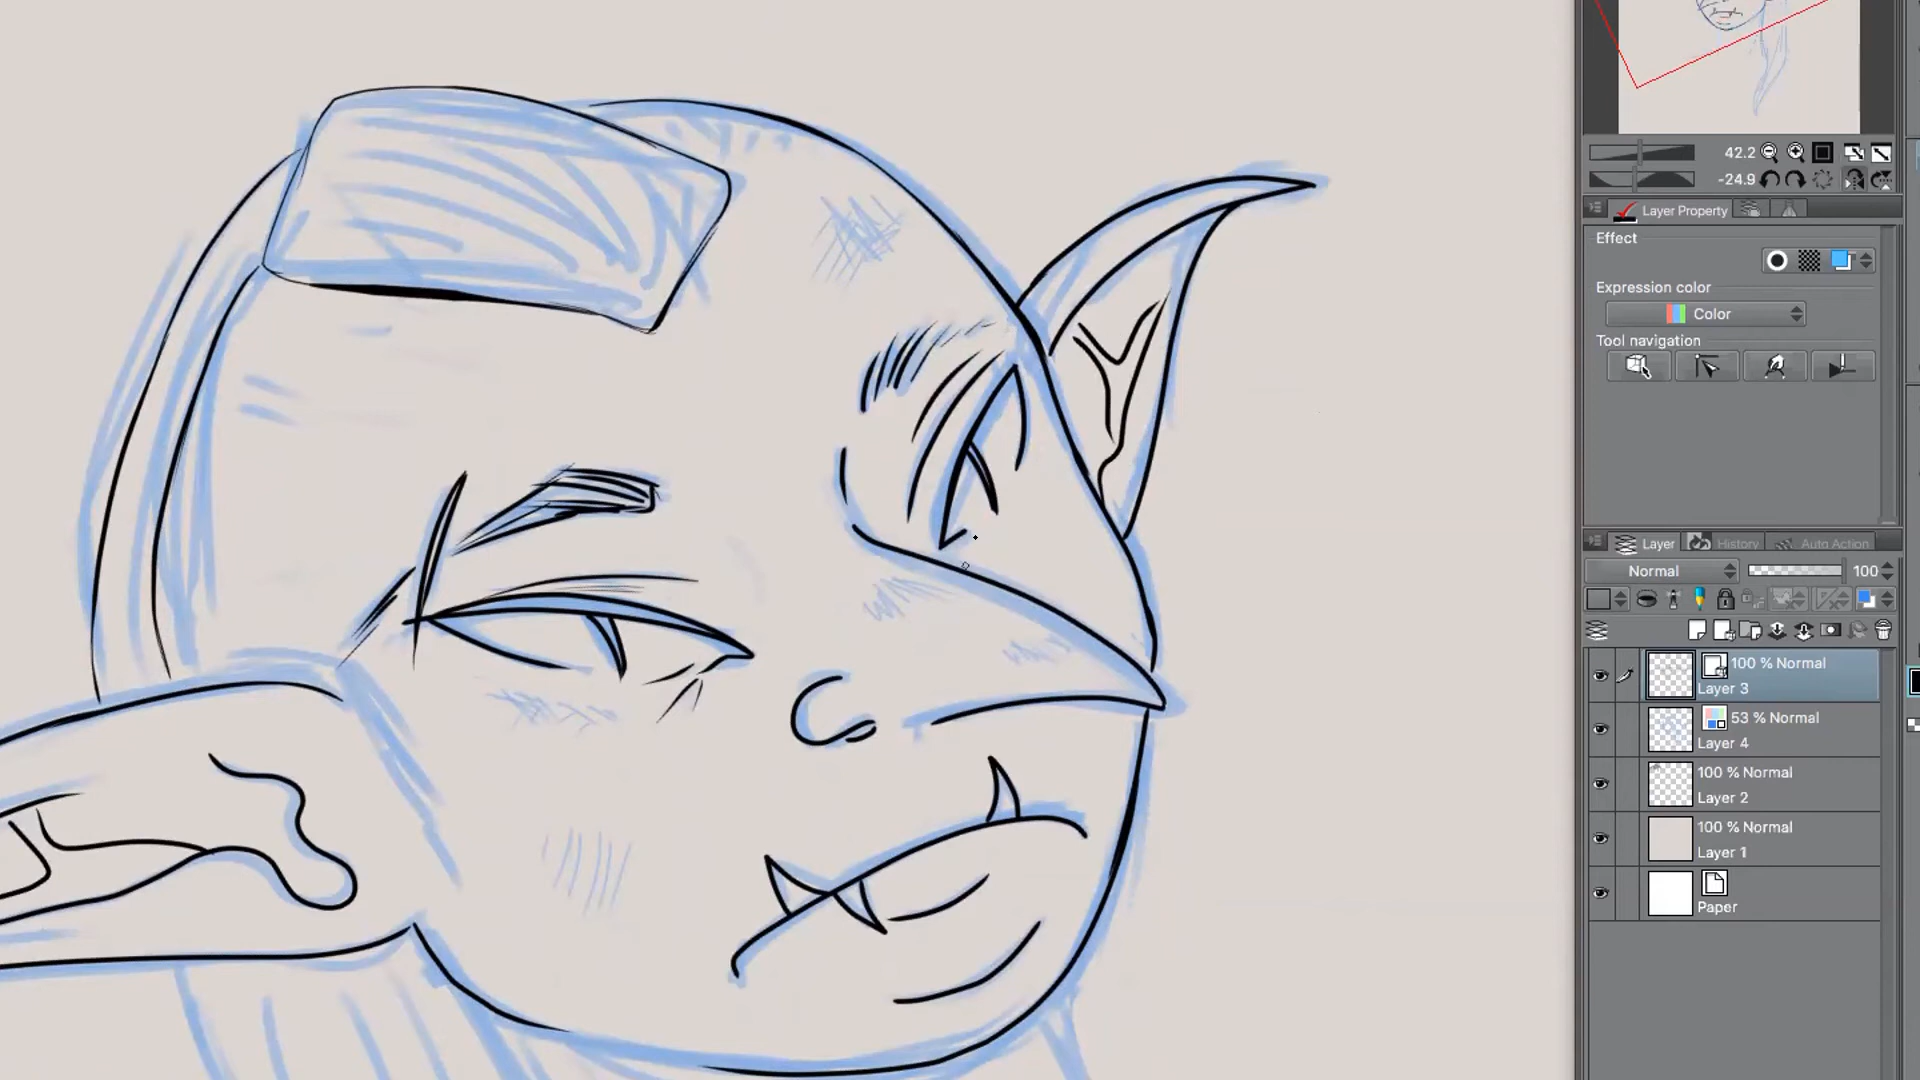 42.2
-24.9
Layer Property
Effect
Expression color
Color
Tool navigation
Layer History Auto Action
Normal 100
100 % Normal
Layer 3
53 % Normal
Layer 4
100 % Normal
Layer 2
100 % Normal
Layer 1
Paper